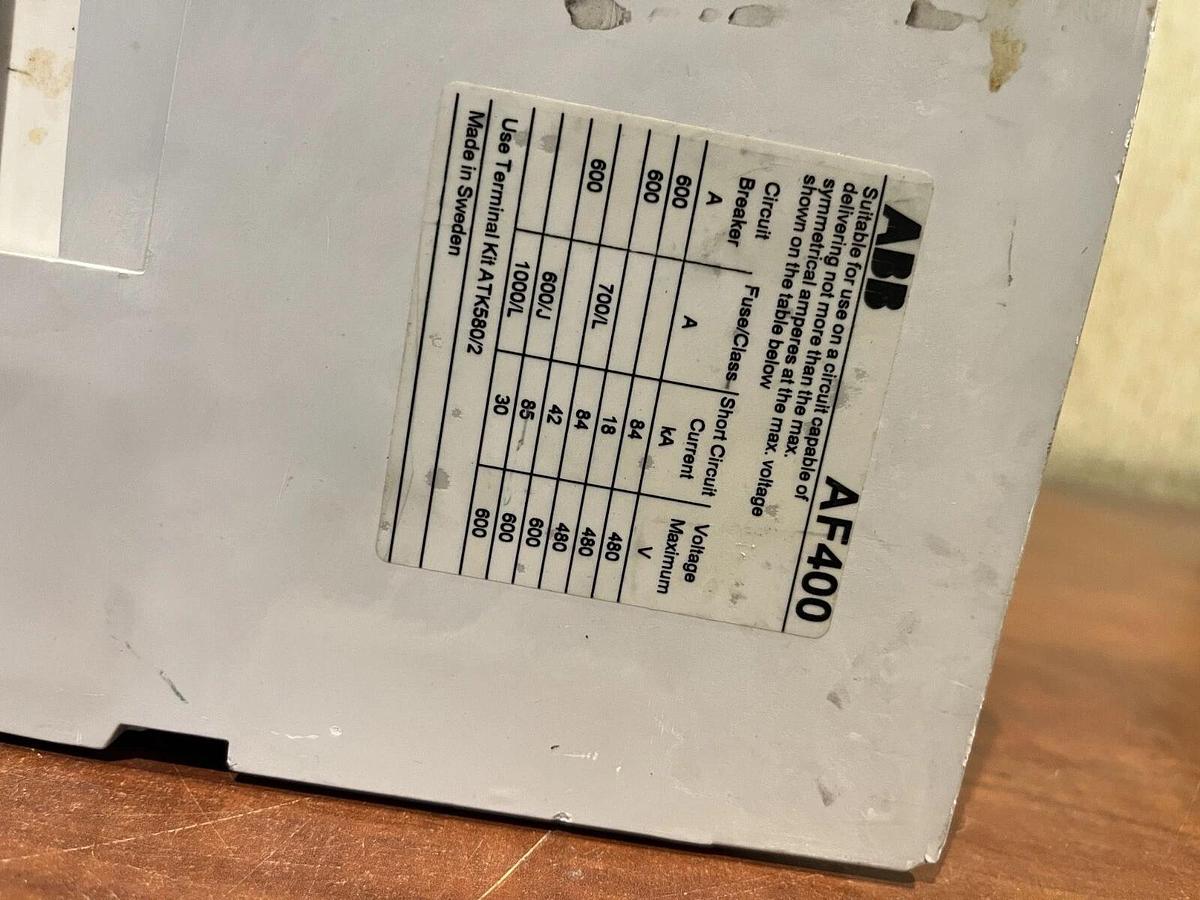 ABB AF400
Suitable for use on a circuit capable of
delivering not more than the max.
symmetrical amperes at the max.
shown on the table below voltage
Circuit Fuse/Class Short Circuit Voltage
Breaker Current Maximum
A A kA V
600 84 480
600 18 480
700/L 84 480
600 42 600
600/J 85 600
1000/L 30 600
Use Terminal Kit ATK580/2
Made in Sweden